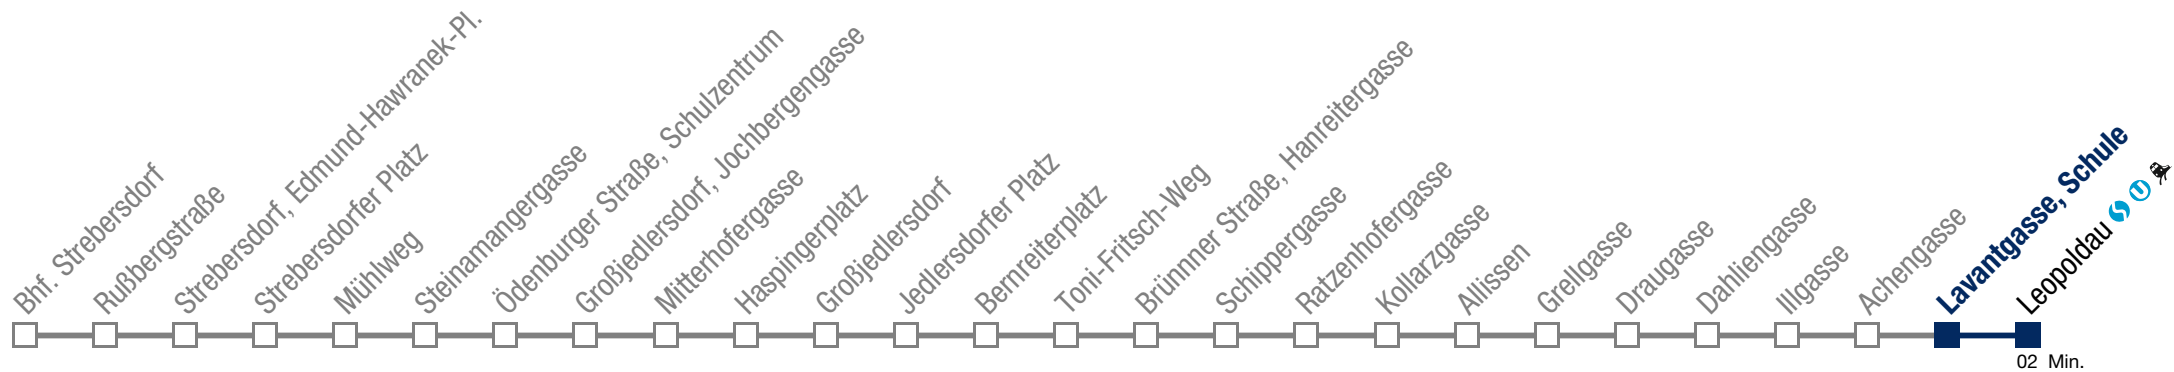 Bhf. Strebersdorf
Rußbergstraße
Strebersdorf, Edmund-Hawranek-Pl.
Strebersdorfer Platz
Mühlweg
Steinamangergasse
Ödenburger Straße, Schulzentrum
Großjedlersdorf, Jochbergengasse
Mitterhofergasse
Haspingerplatz
Großjedlersdorf
Jedlersdorfer Platz
Bernreiterplatz
Toni-Fritsch-Weg
Brünnner Straße, Hanreitergasse
Schippergasse
Ratzenhofergasse
Kollarzgasse
Allissen
Grellgasse
Draugasse
Dahliengasse
Illgasse
Achengasse
Lavantgasse, Schule
Leopoldau S U
02 Min.